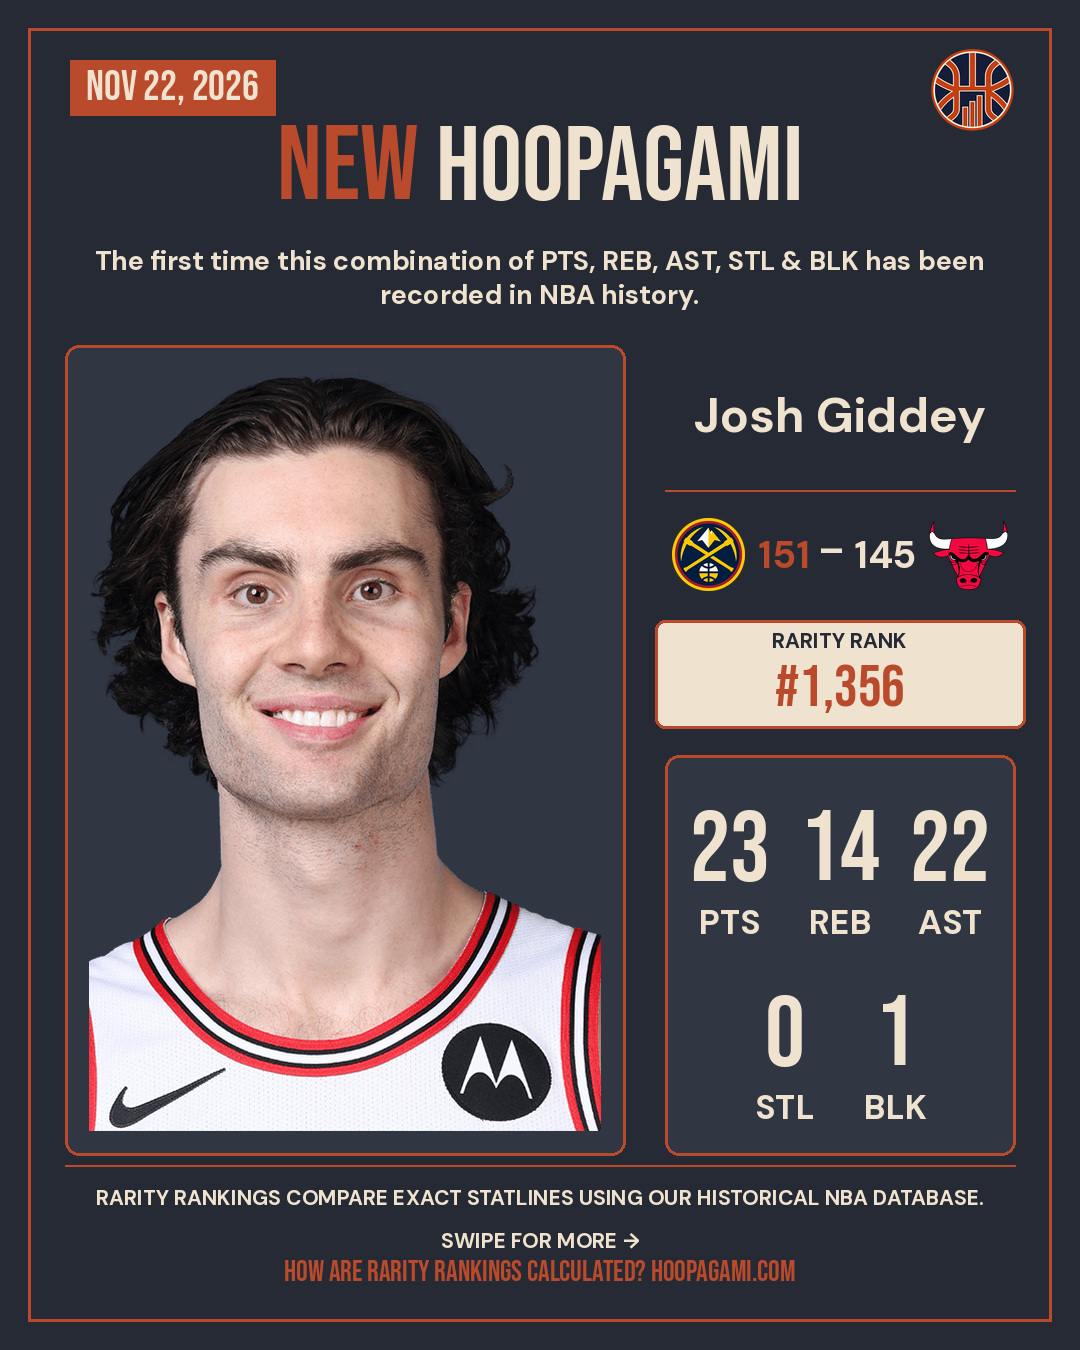 NOV 22, 2026
NEW HOOPAGAMI
The first time this combination of PTS, REB, AST, STL & BLK has been
recorded in NBA history.
Josh Giddey
151 – 145
RARITY RANK
#1,356
23 14 22
PTS REB AST
0 1
STL BLK
RARITY RANKINGS COMPARE EXACT STATLINES USING OUR HISTORICAL NBA DATABASE.
SWIPE FOR MORE →
HOW ARE RARITY RANKINGS CALCULATED? HOOPAGAMI.COM